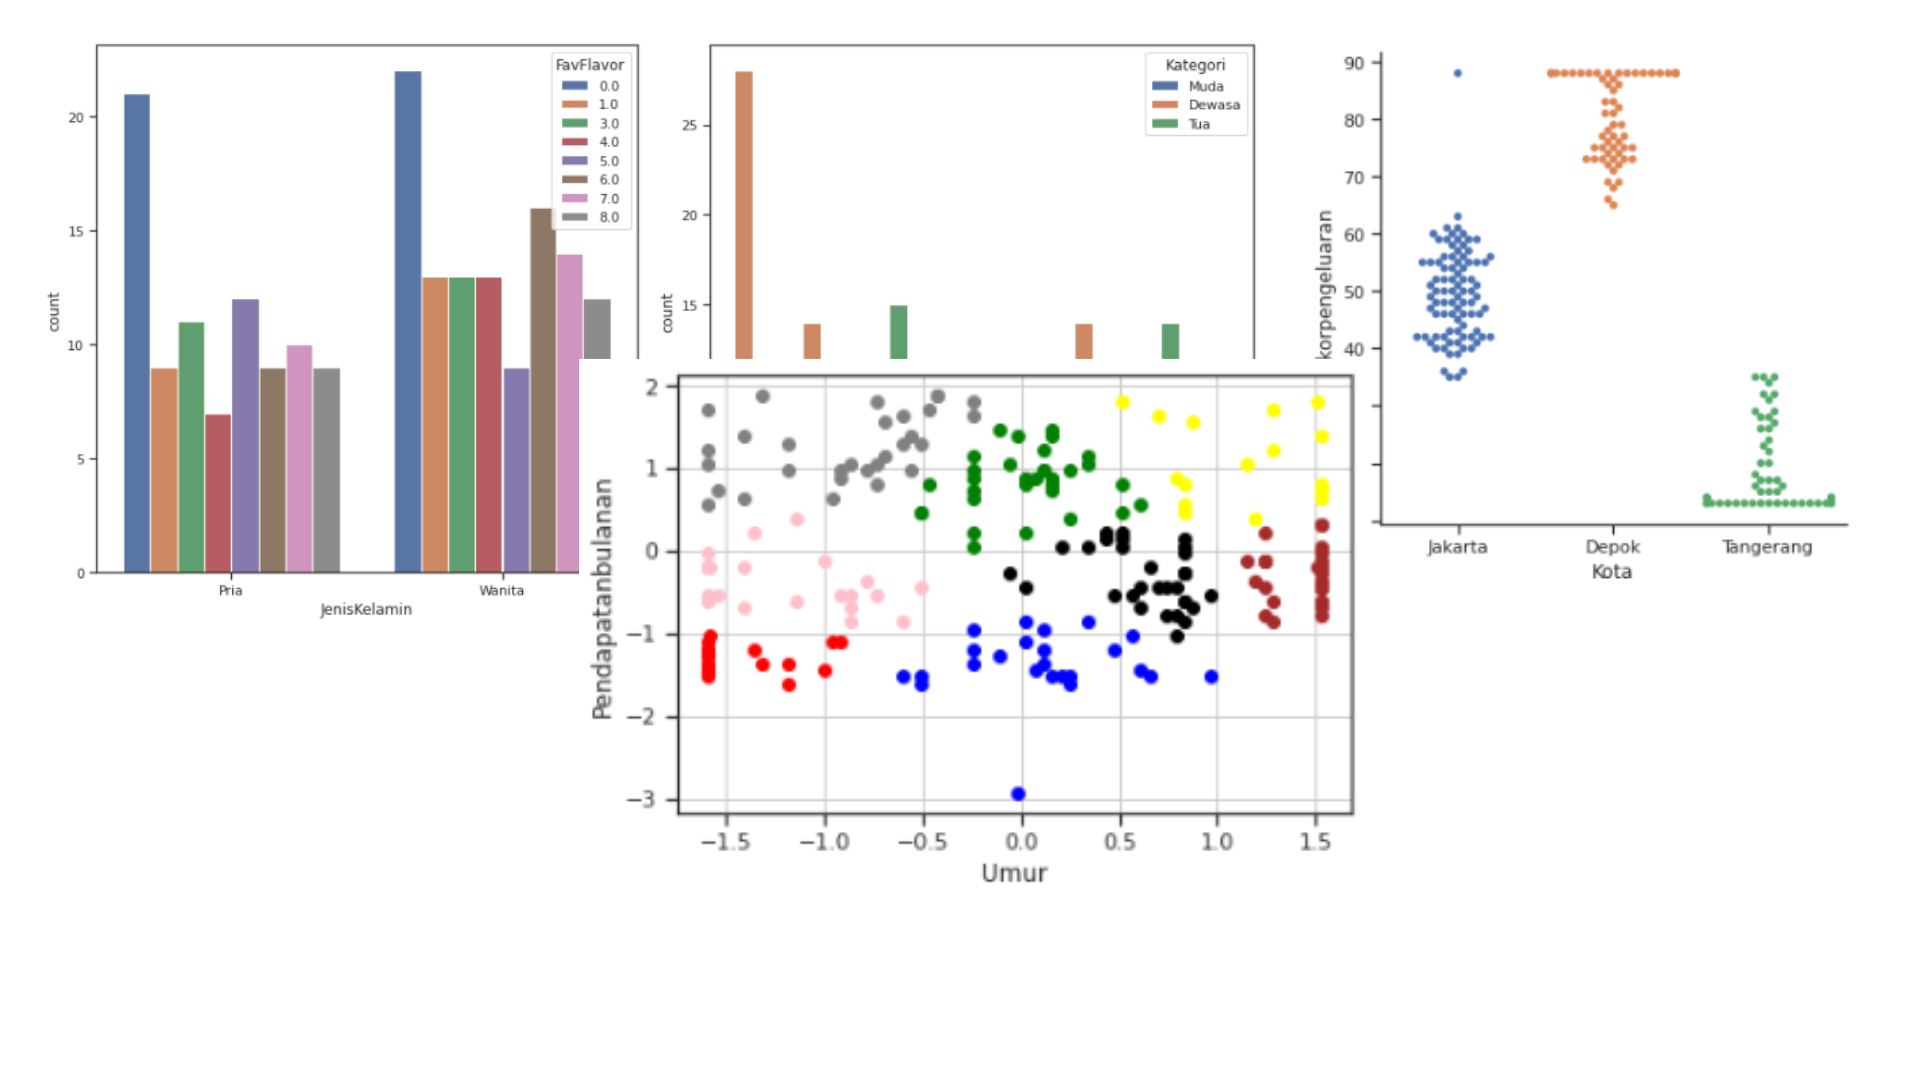 FavFlavor
0.0
1.0
3.0
4.0
5.0
6.0
7.0
8.0
20
15
10
5
0
count
Pria
Wanita
JenisKelamin
Kategori
Muda
Dewasa
Tua
25
20
15
count
90
80
70
60
50
40
korpengeluaran
Jakarta
Depok
Tangerang
Kota
2
1
0
−1
−2
−3
Pendapatanbulanan
−1.5
−1.0
−0.5
0.0
0.5
1.0
1.5
Umur